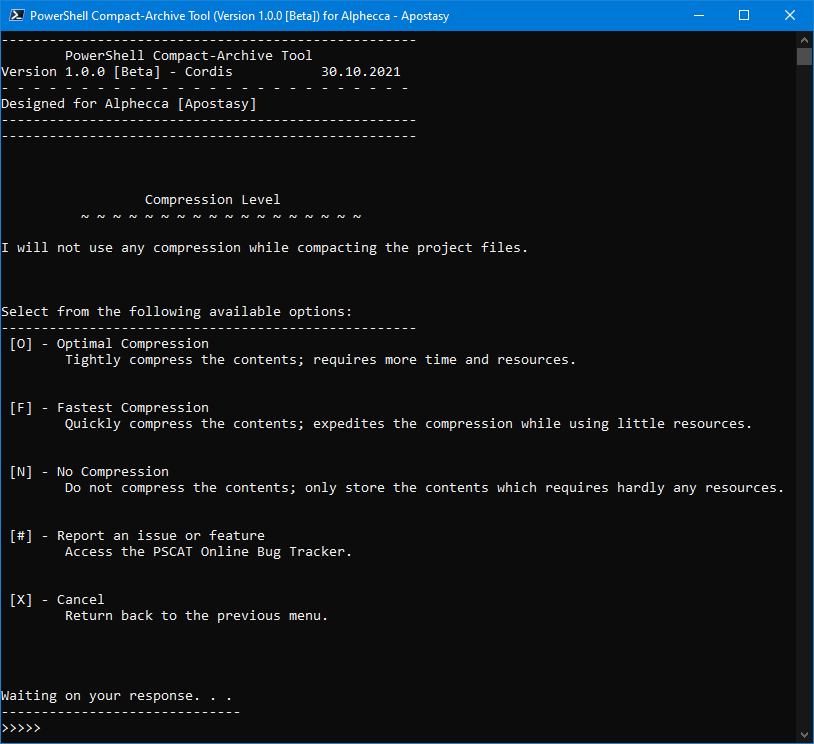 PowerShell Compact-Archive Tool (Version 1.0.0 [Beta]) for Alphecca - Apostasy
----------------------------------------------------
PowerShell Compact-Archive Tool
Version 1.0.0 [Beta] - Cordis 30.10.2021
- - - - - - - - - - - - - - - - - - - - - - - - - -
Designed for Alphecca [Apostasy]
----------------------------------------------------
----------------------------------------------------
Compression Level
~ ~ ~ ~ ~ ~ ~ ~ ~ ~ ~ ~ ~ ~ ~ ~ ~ ~
I will not use any compression while compacting the project files.
Select from the following available options:
----------------------------------------------------
[O] - Optimal Compression
Tightly compress the contents; requires more time and resources.
[F] - Fastest Compression
Quickly compress the contents; expedites the compression while using little resources.
[N] - No Compression
Do not compress the contents; only store the contents which requires hardly any resources.
[#] - Report an issue or feature
Access the PSCAT Online Bug Tracker.
[X] - Cancel
Return back to the previous menu.
Waiting on your response. . .
------------------------------
>>>>>